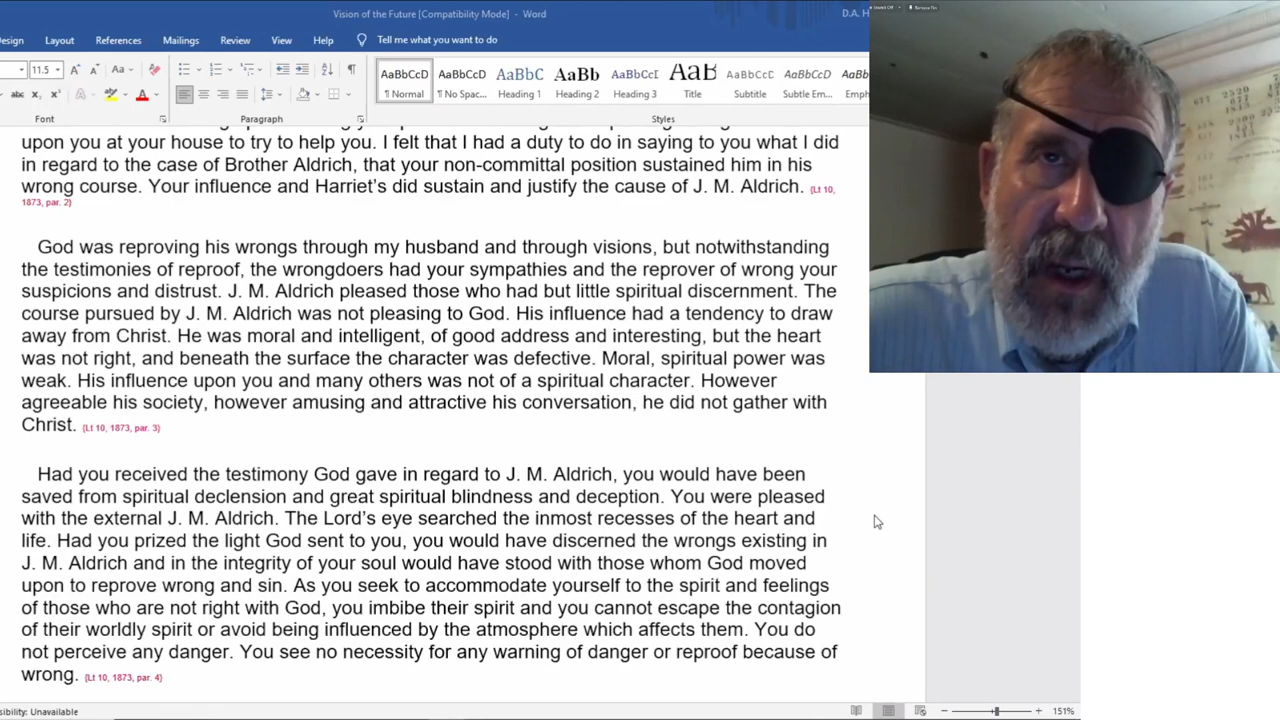 Vision of the Future [Compatibility Mode] - Word
D.A. H
esign Layout References Mailings Review View Help Tell me what you want to do
11.5 Aa
abc
AaBbCcD AaBbCcD AaBbC AaBb AaBbCcI AaB AaBbCcD AaBbCcD AaBb
¶ Normal ¶ No Spac... Heading 1 Heading 2 Heading 3 Title Subtitle Subtle Em... Emph
Font Paragraph Styles
upon you at your house to try to help you. I felt that I had a duty to do in saying to you what I did
in regard to the case of Brother Aldrich, that your non-committal position sustained him in his
wrong course. Your influence and Harriet’s did sustain and justify the cause of J. M. Aldrich. {Lt 10,
1873, par. 2}
God was reproving his wrongs through my husband and through visions, but notwithstanding
the testimonies of reproof, the wrongdoers had your sympathies and the reprover of wrong your
suspicions and distrust. J. M. Aldrich pleased those who had but little spiritual discernment. The
course pursued by J. M. Aldrich was not pleasing to God. His influence had a tendency to draw
away from Christ. He was moral and intelligent, of good address and interesting, but the heart
was not right, and beneath the surface the character was defective. Moral, spiritual power was
weak. His influence upon you and many others was not of a spiritual character. However
agreeable his society, however amusing and attractive his conversation, he did not gather with
Christ. {Lt 10, 1873, par. 3}
Had you received the testimony God gave in regard to J. M. Aldrich, you would have been
saved from spiritual declension and great spiritual blindness and deception. You were pleased
with the external J. M. Aldrich. The Lord’s eye searched the inmost recesses of the heart and
life. Had you prized the light God sent to you, you would have discerned the wrongs existing in
J. M. Aldrich and in the integrity of your soul would have stood with those whom God moved
upon to reprove wrong and sin. As you seek to accommodate yourself to the spirit and feelings
of those who are not right with God, you imbibe their spirit and you cannot escape the contagion
of their worldly spirit or avoid being influenced by the atmosphere which affects them. You do
not perceive any danger. You see no necessity for any warning of danger or reproof because of
wrong. {Lt 10, 1873, par. 4}
sibility: Unavailable
151%